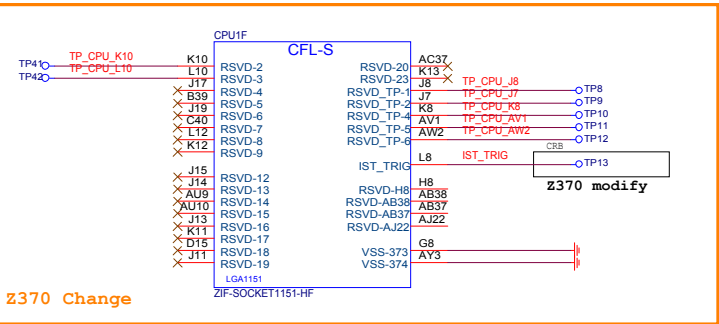 CPU1F
CFL-S
TP41 TP_CPU_K10 K10 RSVD-2
TP42 TP_CPU_L10 L10 RSVD-3
J17 RSVD-4
B39 RSVD-5
J19 RSVD-6
C40 RSVD-7
L12 RSVD-8
K12 RSVD-9
J15 RSVD-12
J14 RSVD-13
AU9 RSVD-14
AU10 RSVD-15
J13 RSVD-16
K11 RSVD-17
D15 RSVD-18
J11 RSVD-19
RSVD-20 AC37
RSVD-23 K13
RSVD_TP-1 J8 TP_CPU_J8 TP8
RSVD_TP-2 J7 TP_CPU_J7 TP9
RSVD_TP-4 K8 TP_CPU_K8 TP10
RSVD_TP-5 AV1 TP_CPU_AV1 TP11
RSVD_TP-6 AW2 TP_CPU_AW2 TP12
CRB
IST_TRIG L8 IST_TRIG TP13
Z370 modify
RSVD-H8 H8
RSVD-AB38 AB38
RSVD-AB37 AB37
RSVD-AJ22 AJ22
VSS-373 G8
VSS-374 AY3
LGA1151
ZIF-SOCKET1151-HF
Z370 Change